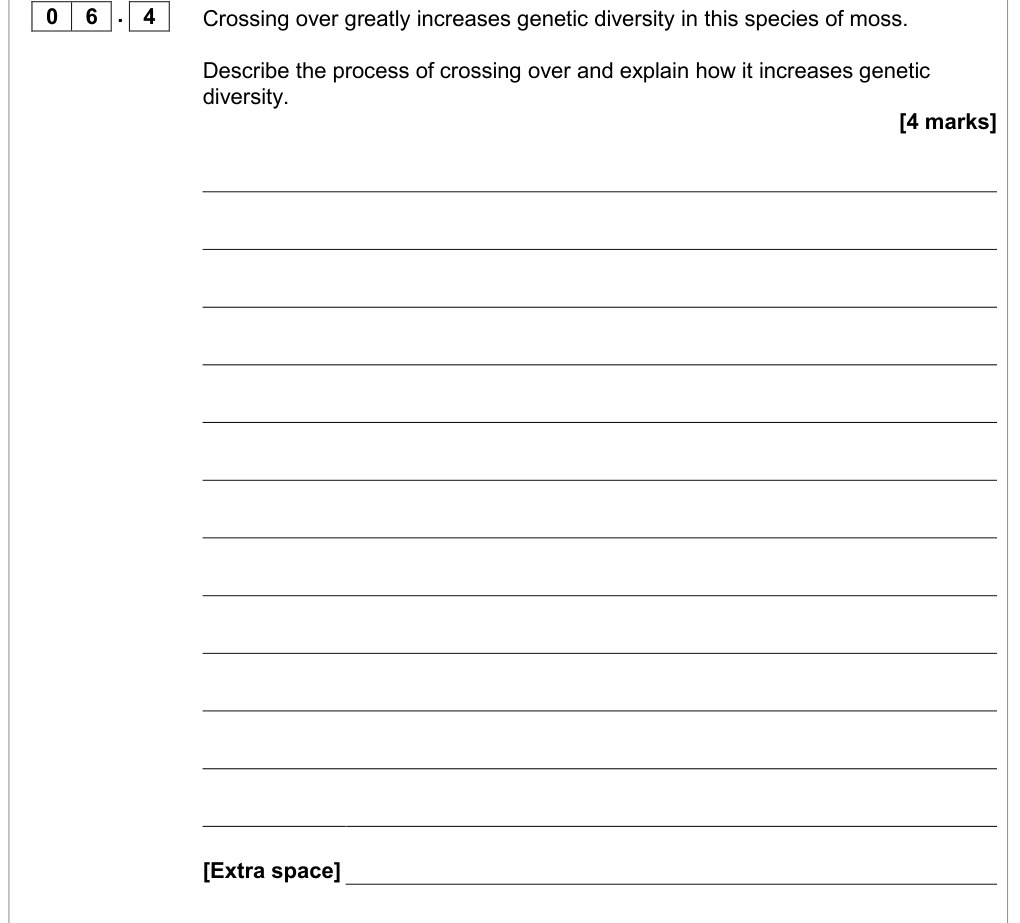 0 6 . 4 Crossing over greatly increases genetic diversity in this species of moss.
Describe the process of crossing over and explain how it increases genetic
diversity.
[4 marks]
[Extra space]